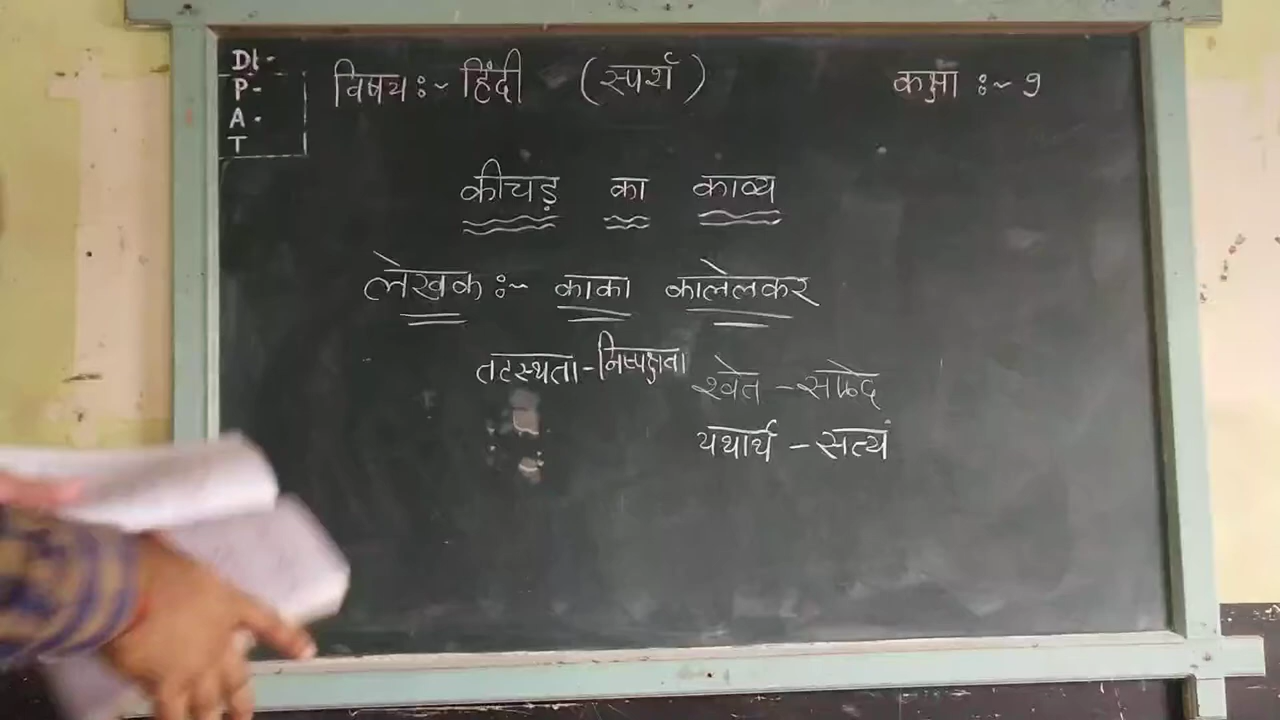 Dt-
P-
A-
T
विषय :~ हिंदी (स्पर्श) कक्षा :~ 9
कीचड़ का काव्य
लेखक :~ काका कालेलकर
तटस्थता - निष्पक्षता
श्वेत - सफेद
यथार्थ - सत्यं